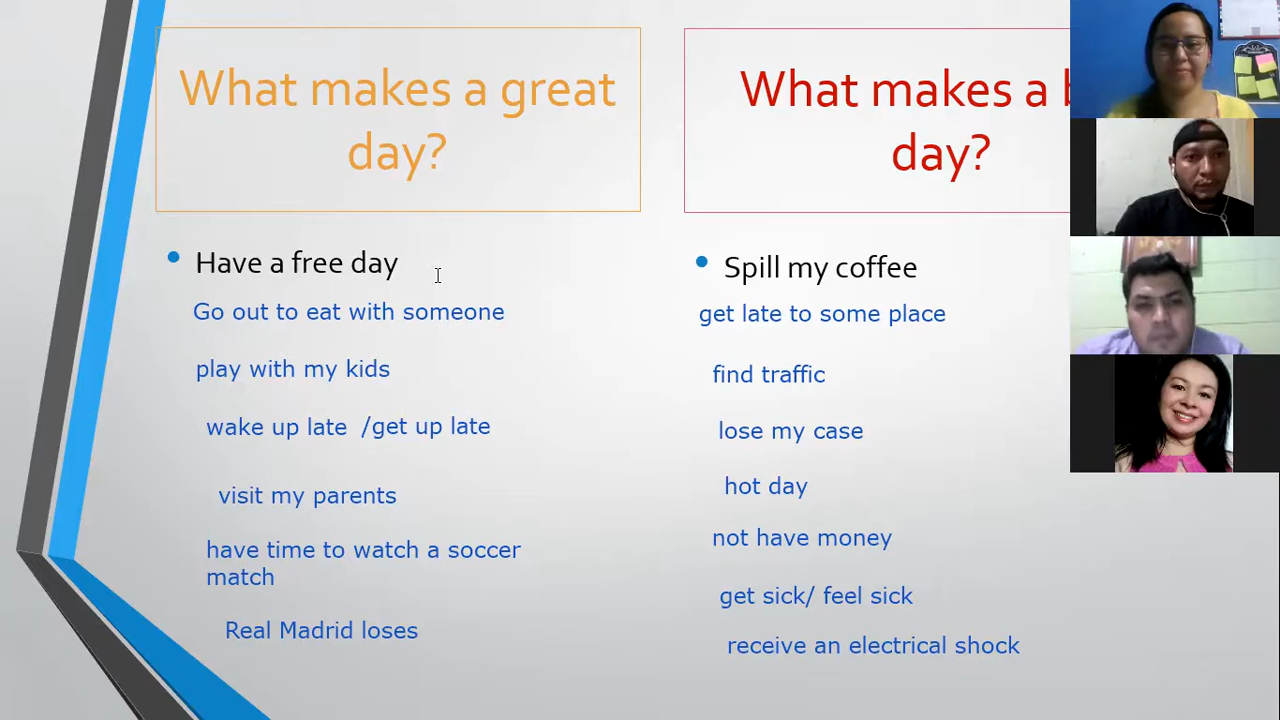 What makes a great
day?
Have a free day
Go out to eat with someone
play with my kids
wake up late /get up late
visit my parents
have time to watch a soccer
match
Real Madrid loses
What makes a
day?
Spill my coffee
get late to some place
find traffic
lose my case
hot day
not have money
get sick/ feel sick
receive an electrical shock